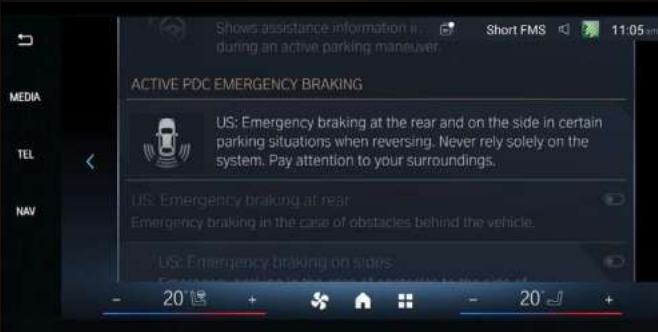 Shows assistance information i
Short FMS
11:05 am
during an active parking maneuver.
MEDIA
TEL
NAV
ACTIVE PDC EMERGENCY BRAKING
US: Emergency braking at the rear and on the side in certain
parking situations when reversing. Never rely solely on the
system. Pay attention to your surroundings.
US: Emergency braking at rear
Emergency braking in the case of obstacles behind the vehicle.
US: Emergency braking on sides
- 20° +
- 20° +